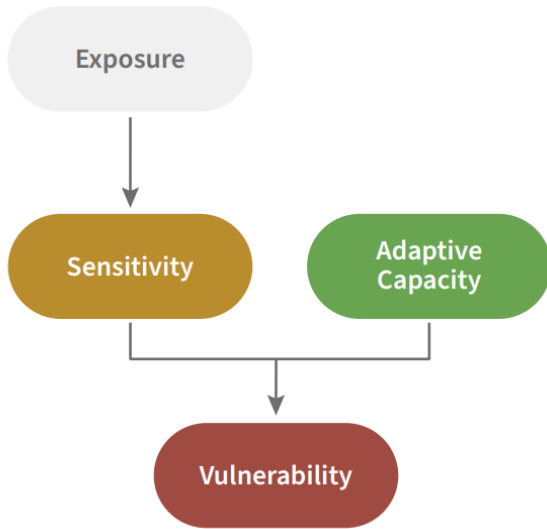 Exposure
Sensitivity
Adaptive
Capacity
Vulnerability